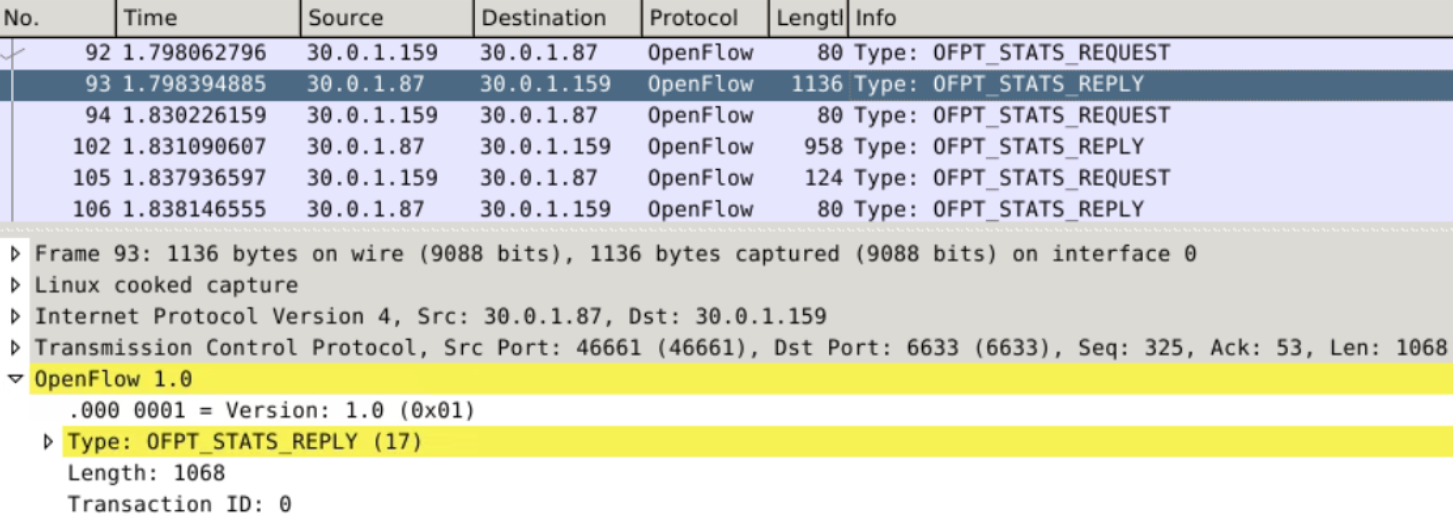 No. Time Source Destination Protocol Lengtl Info
92 1.798062796 30.0.1.159 30.0.1.87 OpenFlow 80 Type: OFPT_STATS_REQUEST
93 1.798394885 30.0.1.87 30.0.1.159 OpenFlow 1136 Type: OFPT_STATS_REPLY
94 1.830226159 30.0.1.159 30.0.1.87 OpenFlow 80 Type: OFPT_STATS_REQUEST
102 1.831090607 30.0.1.87 30.0.1.159 OpenFlow 958 Type: OFPT_STATS_REPLY
105 1.837936597 30.0.1.159 30.0.1.87 OpenFlow 124 Type: OFPT_STATS_REQUEST
106 1.838146555 30.0.1.87 30.0.1.159 OpenFlow 80 Type: OFPT_STATS_REPLY
Frame 93: 1136 bytes on wire (9088 bits), 1136 bytes captured (9088 bits) on interface 0
Linux cooked capture
Internet Protocol Version 4, Src: 30.0.1.87, Dst: 30.0.1.159
Transmission Control Protocol, Src Port: 46661 (46661), Dst Port: 6633 (6633), Seq: 325, Ack: 53, Len: 1068
OpenFlow 1.0
.000 0001 = Version: 1.0 (0x01)
Type: OFPT_STATS_REPLY (17)
Length: 1068
Transaction ID: 0